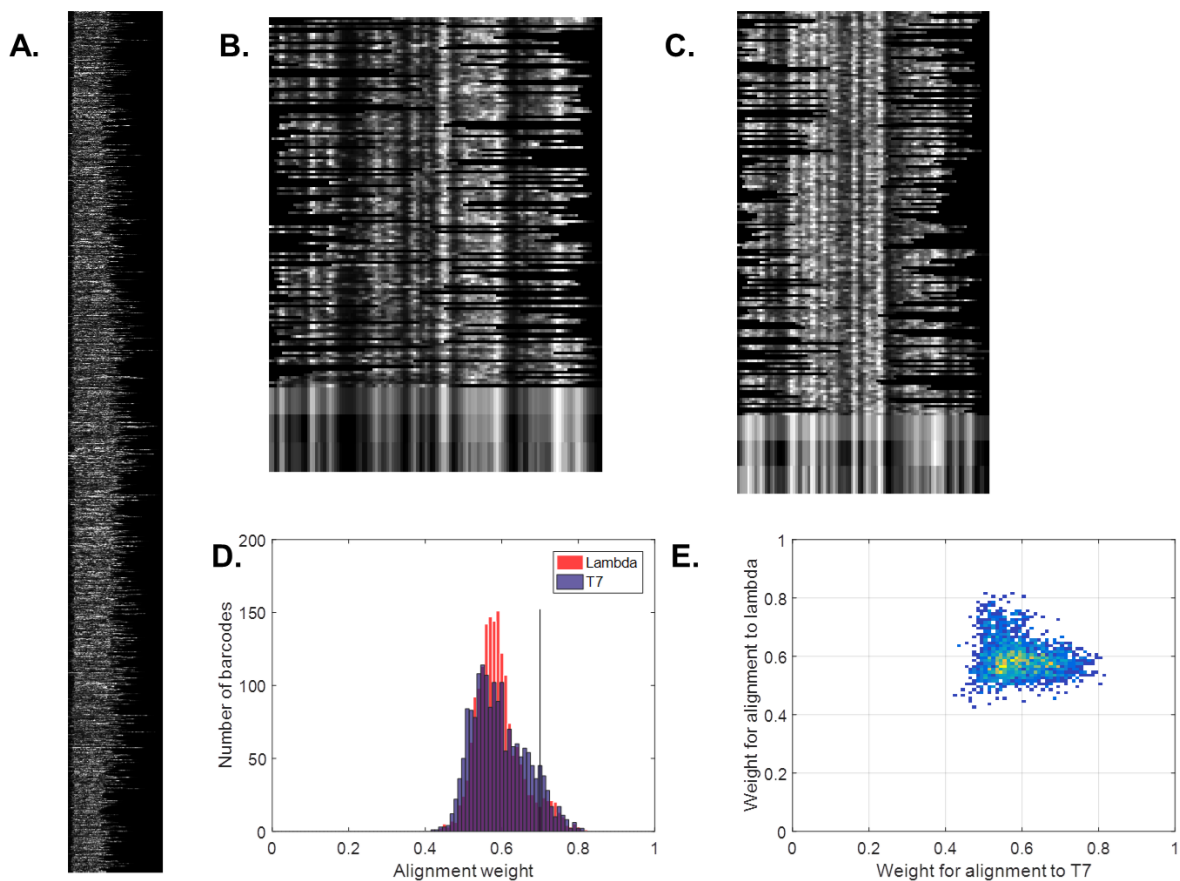 A.
B.
C.
D.
200
150
100
50
0
Number of barcodes
Lambda
T7
0
0.2
0.4
0.6
0.8
1
Alignment weight
E.
1
0.8
0.6
0.4
0.2
0
Weight for alignment to lambda
0
0.2
0.4
0.6
0.8
1
Weight for alignment to T7